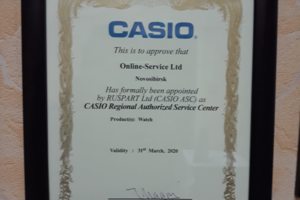 CASIO
This is to approve that
Online-Service Ltd
Novosibirsk
Has formally been appointed
by RUSPART Ltd (CASIO ASC) as
CASIO Regional Authorized Service Center
Product(s): Watch
Validity : 31st March, 2020